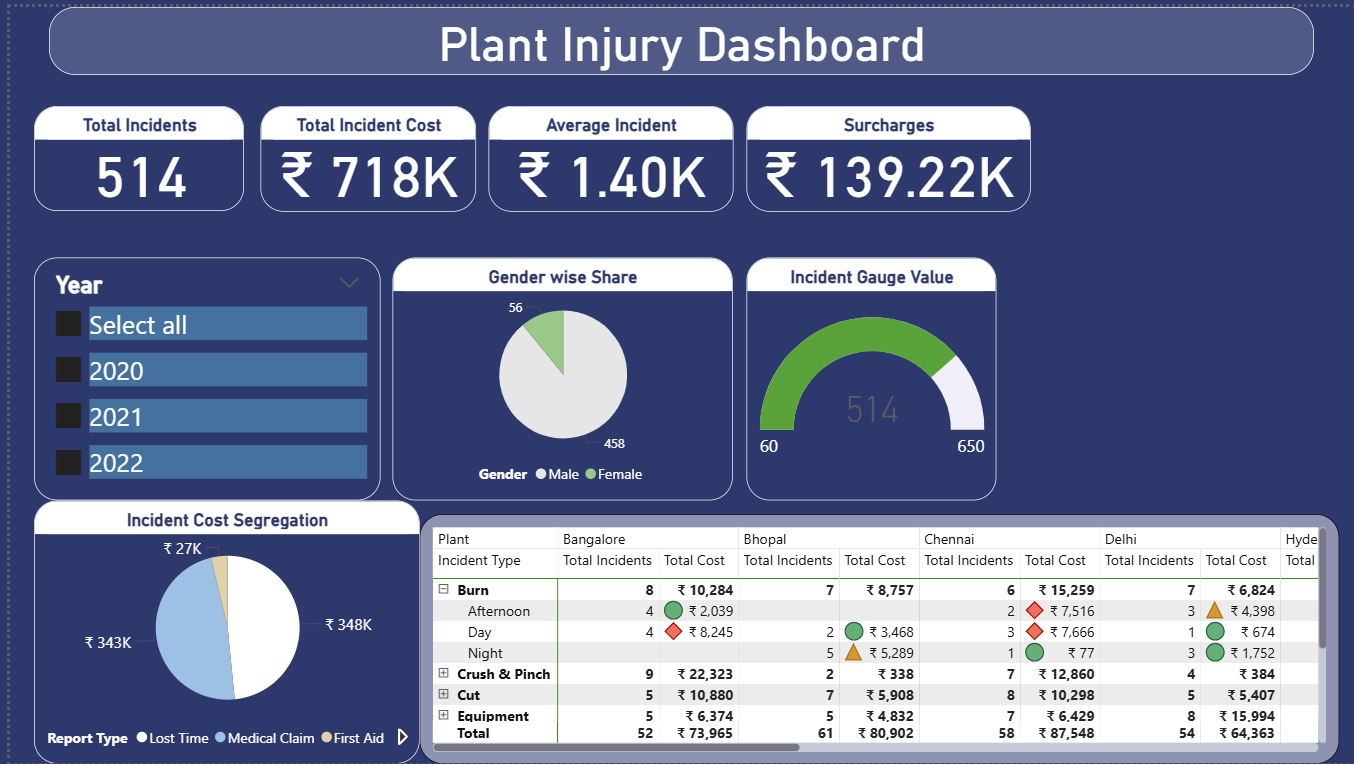 Plant Injury Dashboard
Total Incidents
514
Total Incident Cost
₹ 718K
Average Incident
₹ 1.40K
Surcharges
₹ 139.22K
Year
Select all
2020
2021
2022
Gender wise Share
56
458
Gender Male Female
Incident Gauge Value
514
60 650
Incident Cost Segregation
₹ 27K
₹ 343K
₹ 348K
Report Type Lost Time Medical Claim First Aid
Plant Bangalore Bhopal Chennai Delhi Hyde
Incident Type Total Incidents Total Cost Total Incidents Total Cost Total Incidents Total Cost Total Incidents Total Cost Total
Burn 8 ₹ 10,284 7 ₹ 8,757 6 ₹ 15,259 7 ₹ 6,824
Afternoon 4 ₹ 2,039 2 ₹ 7,516 3 ₹ 4,398
Day 4 ₹ 8,245 2 ₹ 3,468 3 ₹ 7,666 1 ₹ 674
Night 5 ₹ 5,289 1 ₹ 77 3 ₹ 1,752
Crush & Pinch 9 ₹ 22,323 2 ₹ 338 7 ₹ 12,860 4 ₹ 384
Cut 5 ₹ 10,880 7 ₹ 5,908 8 ₹ 10,298 5 ₹ 5,407
Equipment 5 ₹ 6,374 5 ₹ 4,832 7 ₹ 6,429 8 ₹ 15,994
Total 52 ₹ 73,965 61 ₹ 80,902 58 ₹ 87,548 54 ₹ 64,363